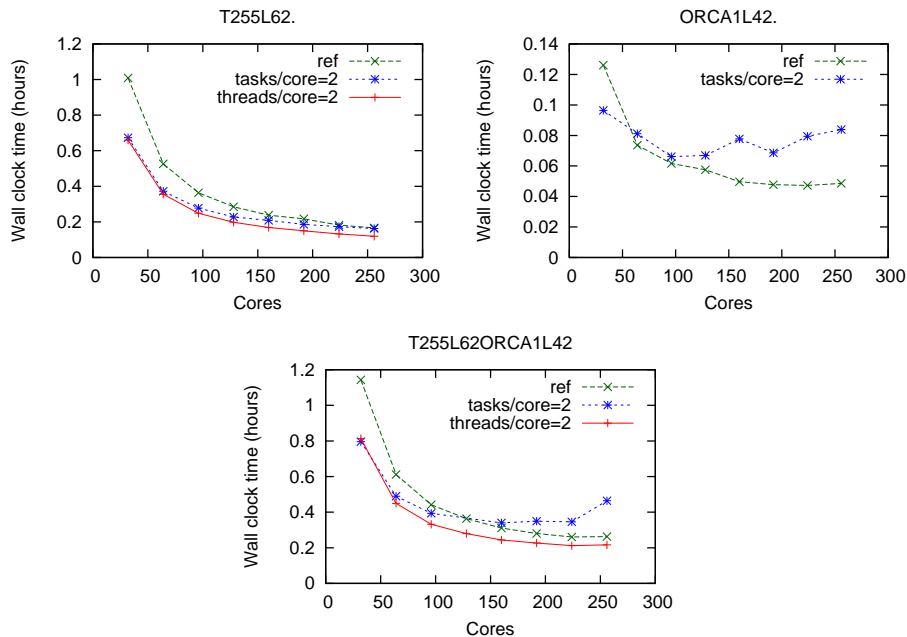 T255L62.
1.2
1
0.8
0.6
0.4
0.2
0
Wall clock time (hours)
ref
tasks/core=2
threads/core=2
0 50 100 150 200 250 300
Cores
ORCA1L42.
0.14
0.12
0.1
0.08
0.06
0.04
0.02
0
Wall clock time (hours)
ref
tasks/core=2
0 50 100 150 200 250 300
Cores
T255L62ORCA1L42
1.2
1
0.8
0.6
0.4
0.2
0
Wall clock time (hours)
ref
tasks/core=2
threads/core=2
0 50 100 150 200 250 300
Cores